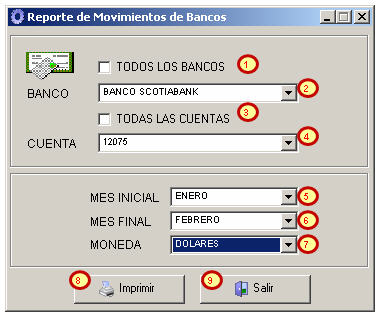 Reporte de Movimientos de Bancos
TODOS LOS BANCOS 1
BANCO BANCO SCOTIABANK 2
TODAS LAS CUENTAS 3
CUENTA 12075 4
MES INICIAL ENERO 5
MES FINAL FEBRERO 6
MONEDA DOLARES 7
8 Imprimir 9 Salir